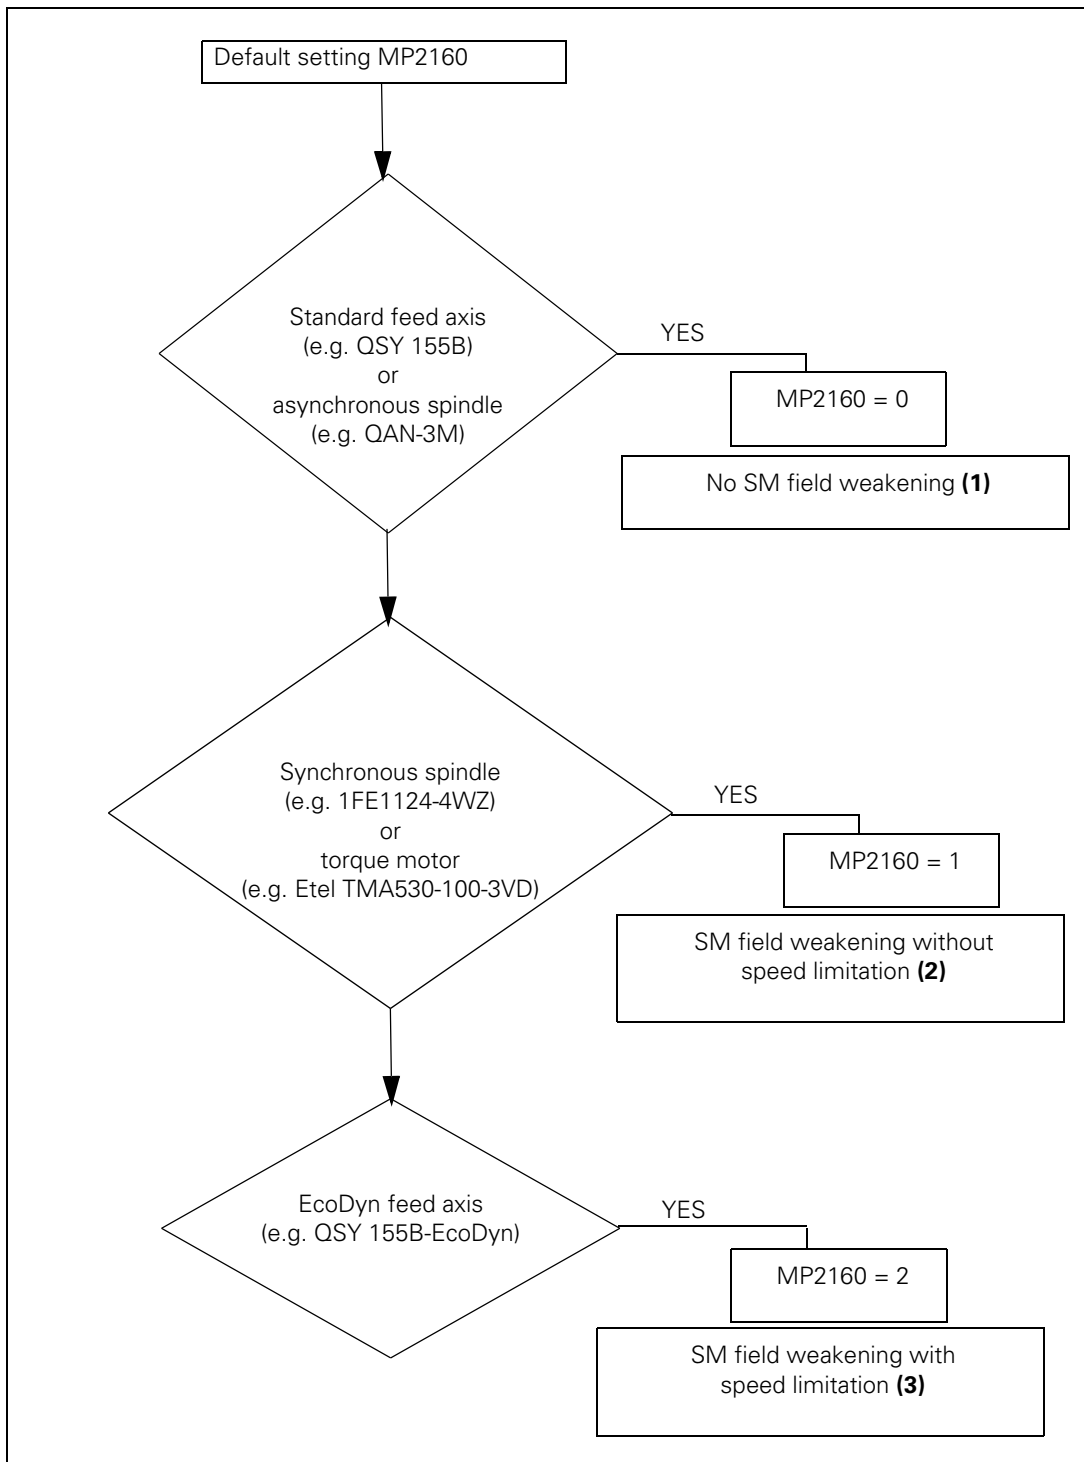 Default setting MP2160
Standard feed axis
(e.g. QSY 155B)
or
asynchronous spindle
(e.g. QAN-3M)
YES
MP2160 = 0
No SM field weakening (1)
Synchronous spindle
(e.g. 1FE1124-4WZ)
or
torque motor
(e.g. Etel TMA530-100-3VD)
YES
MP2160 = 1
SM field weakening without
speed limitation (2)
EcoDyn feed axis
(e.g. QSY 155B-EcoDyn)
YES
MP2160 = 2
SM field weakening with
speed limitation (3)